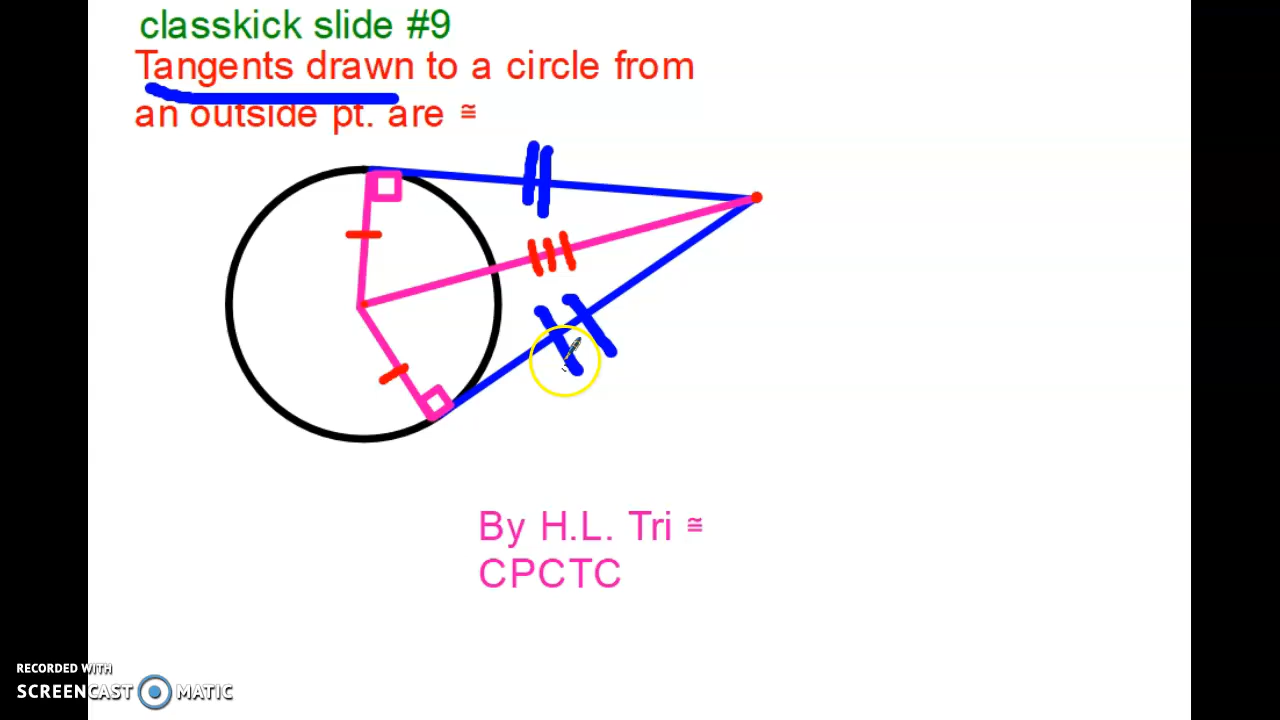 classkick slide #9
Tangents drawn to a circle from
an outside pt. are ≅
By H.L. Tri ≅
CPCTC
RECORDED WITH
SCREENCAST MATIC